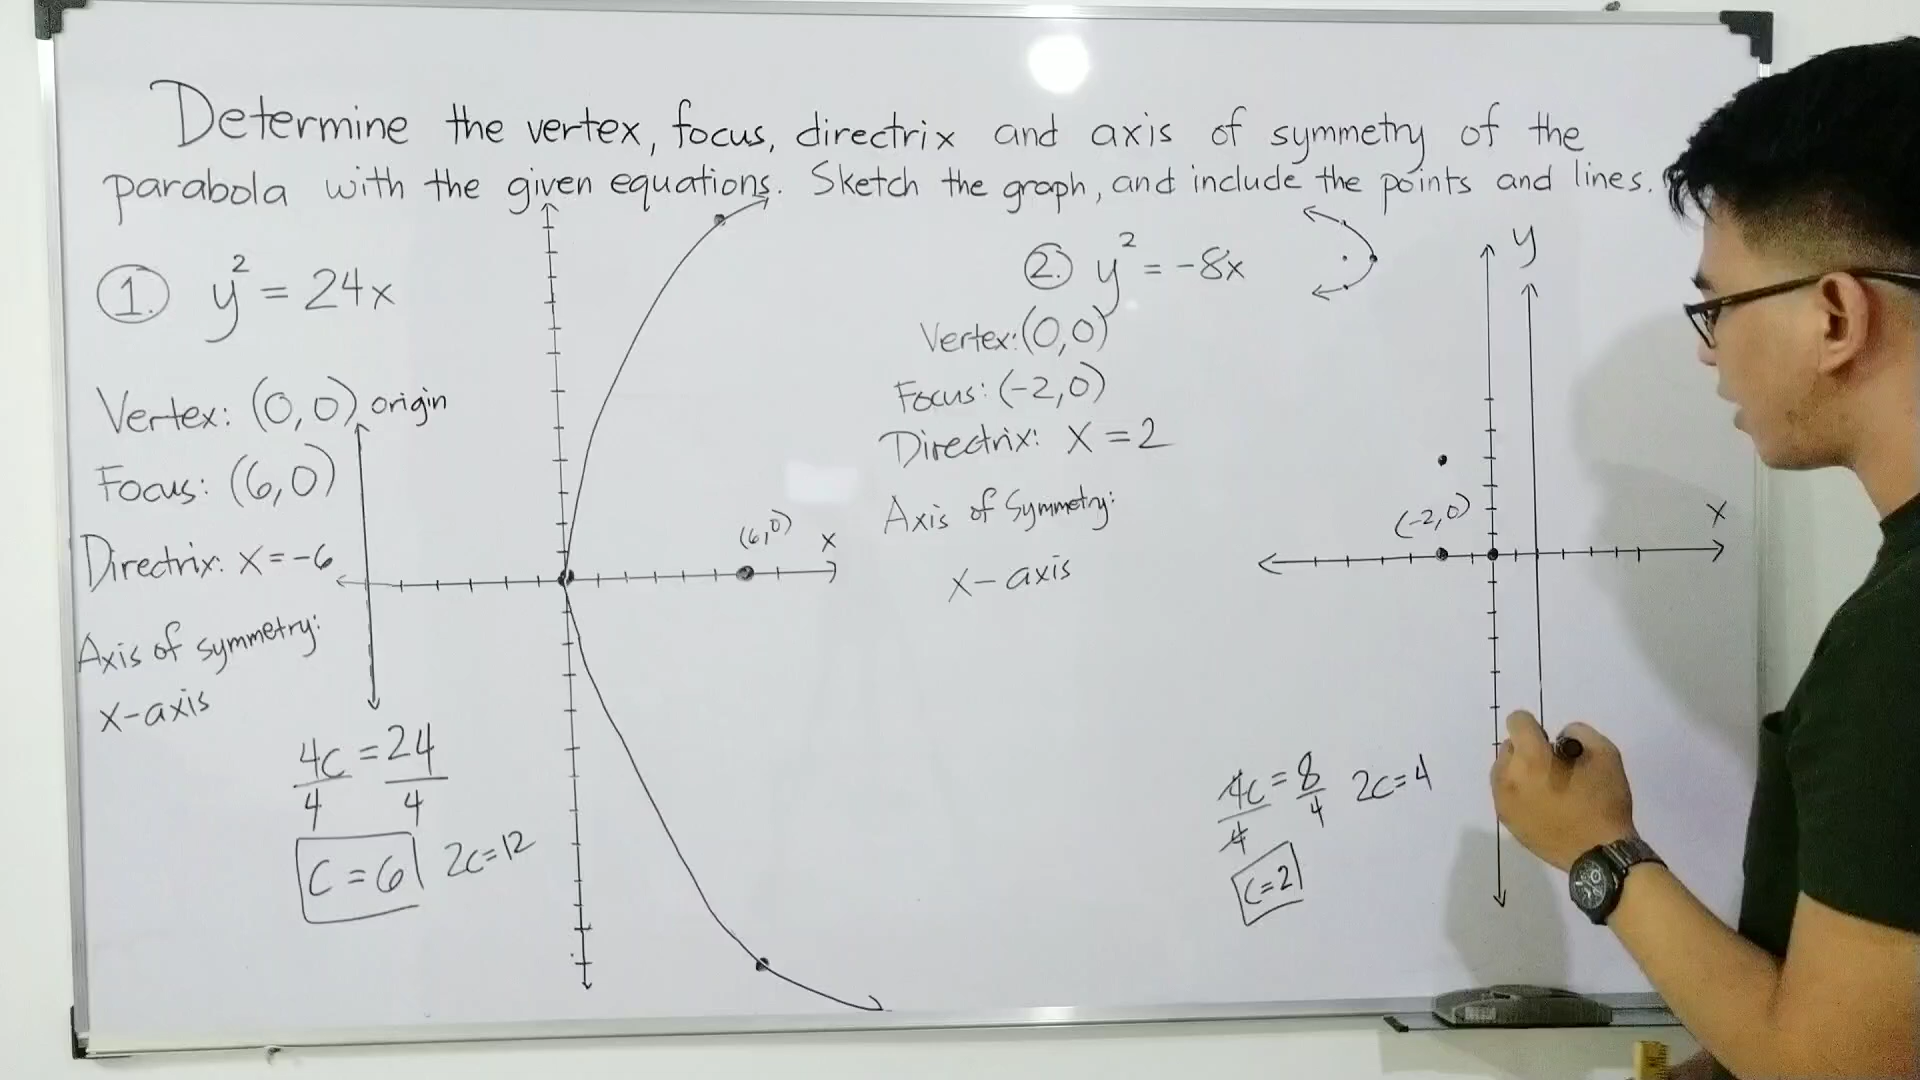 Determine the vertex, focus, directrix and axis of symmetry of the
parabola with the given equations. Sketch the graph, and include the points and lines.
1. y² = 24x
Vertex: (0,0) origin
Focus: (6,0)
Directrix: x = -6
Axis of symmetry:
x-axis
4c/4 = 24/4
c = 6
2c = 12
(6,0)
x
2. y² = -8x
Vertex: (0,0)
Focus: (-2,0)
Directrix: x = 2
Axis of Symmetry:
x-axis
4c/4 = 8/4
2c = 4
c = 2
y
(-2,0)
x